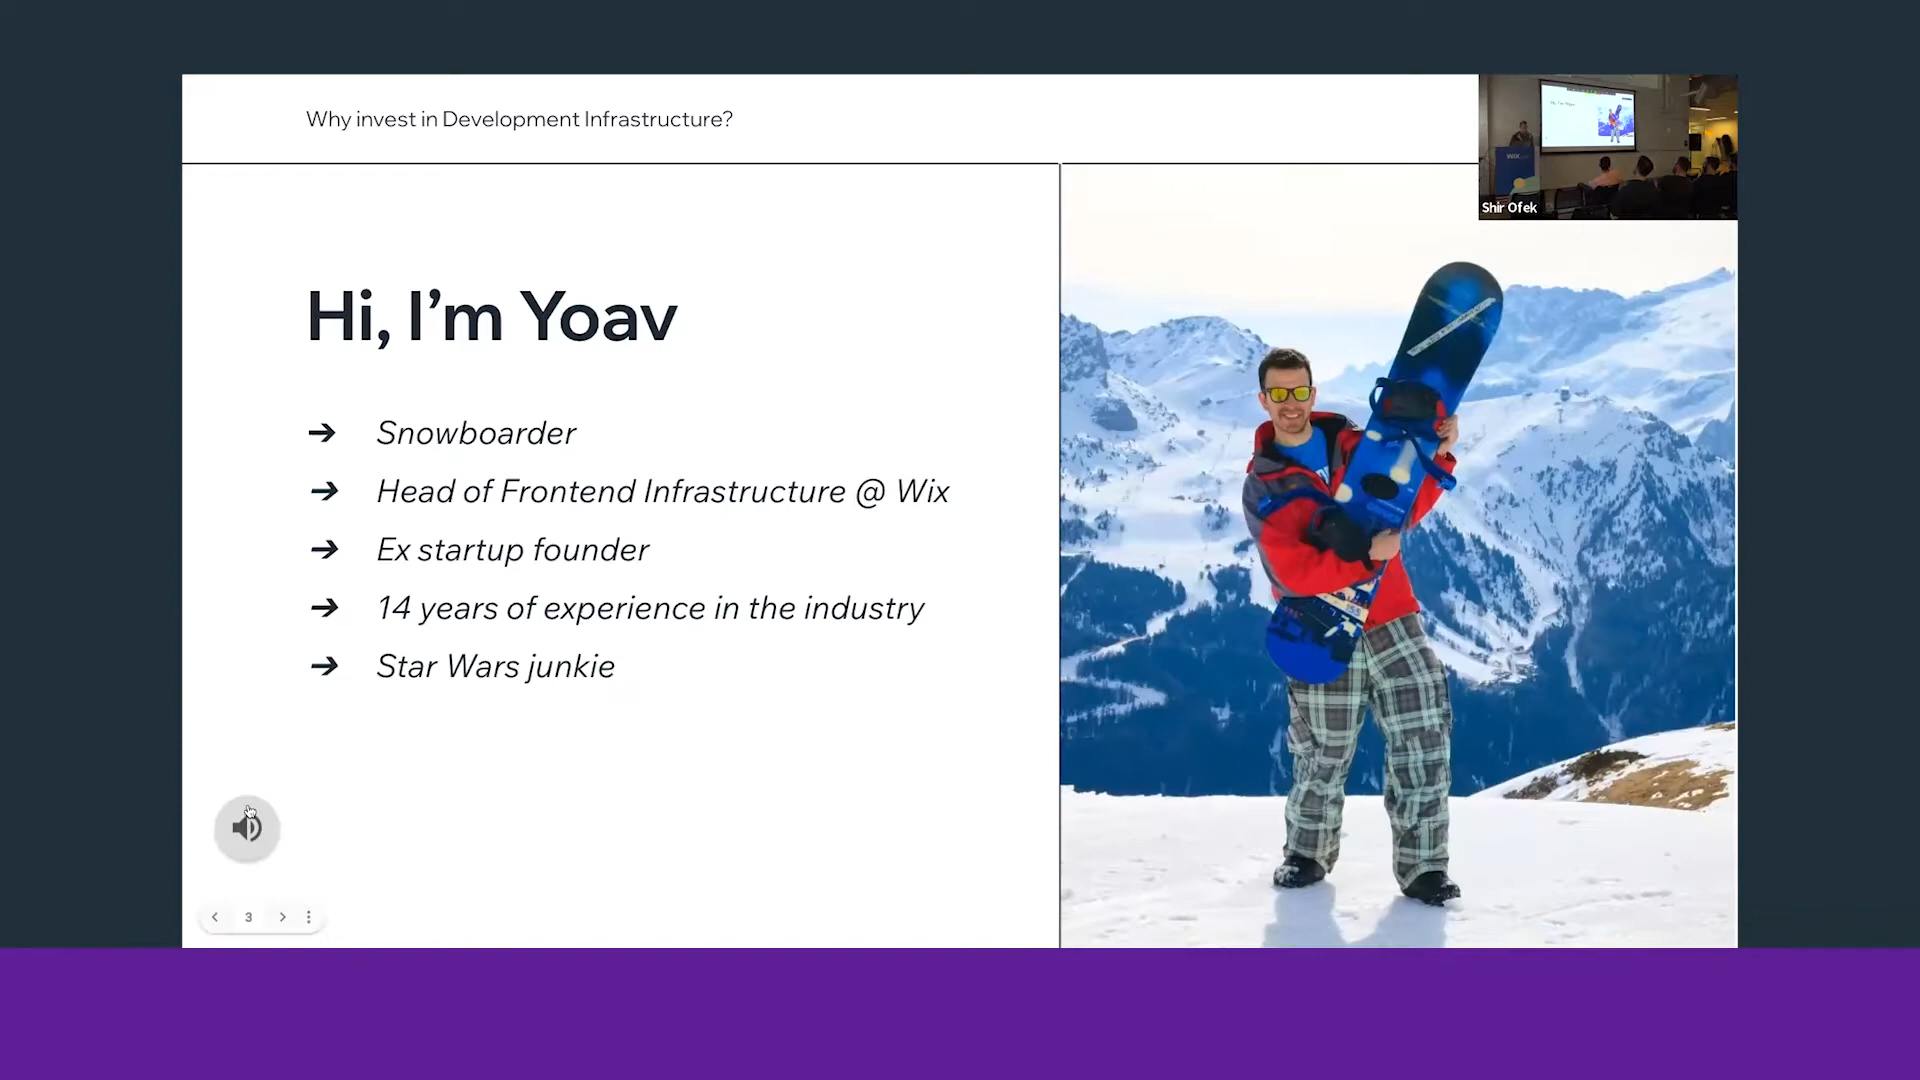 Why invest in Development Infrastructure?
Shir Ofek
WIX
Hi, I'm Yoav
➔ Snowboarder
➔ Head of Frontend Infrastructure @ Wix
➔ Ex startup founder
➔ 14 years of experience in the industry
➔ Star Wars junkie
3